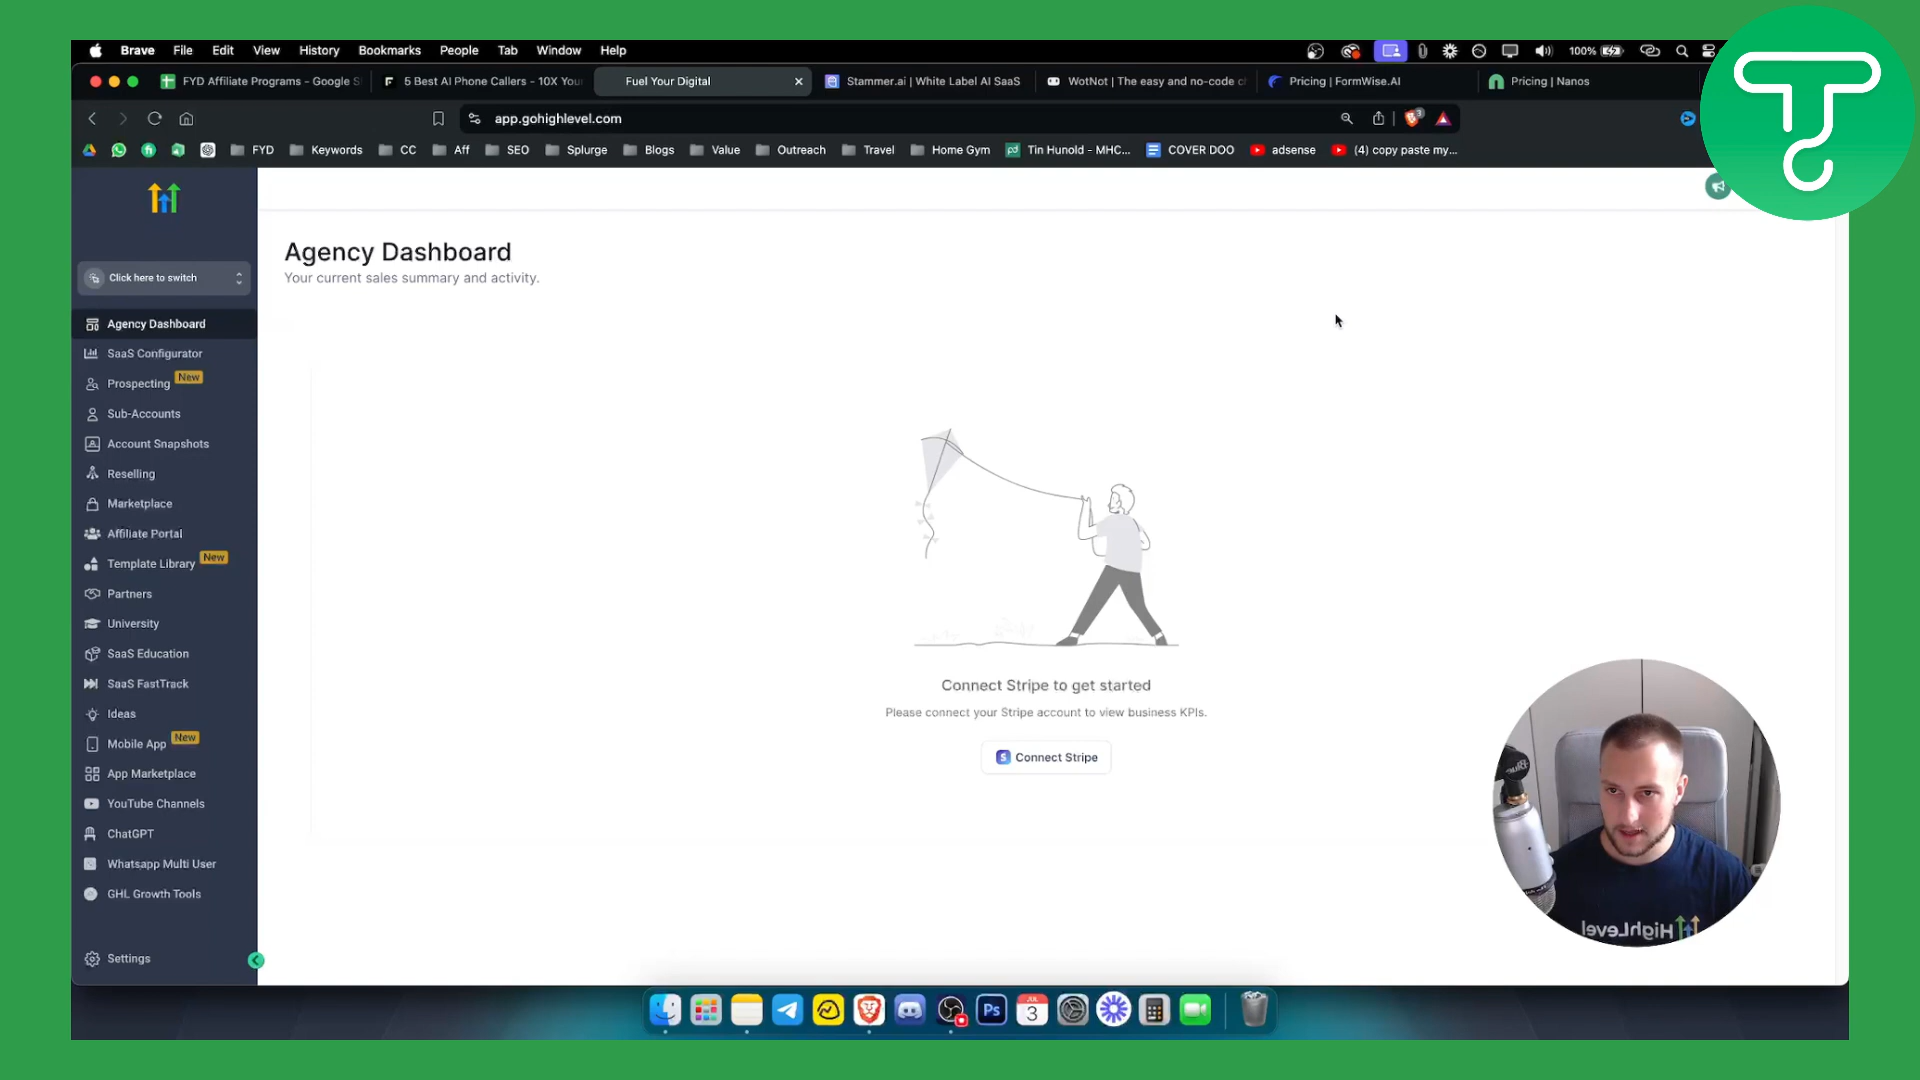 Brave File Edit View History Bookmarks People Tab Window Help
100%
FYD Affiliate Programs - Google S
5 Best AI Phone Callers - 10X You
Fuel Your Digital
Stammer.ai | White Label AI SaaS
WotNot | The easy and no-code c
Pricing | FormWise.AI
Pricing | Nanos
app.gohighlevel.com
3
FYD Keywords CC Aff SEO Splurge Blogs Value Outreach Travel Home Gym Tin Hunold - MHC... COVER DOO adsense (4) copy paste my...
Click here to switch
Agency Dashboard
SaaS Configurator
Prospecting New
Sub-Accounts
Account Snapshots
Reselling
Marketplace
Affiliate Portal
Template Library New
Partners
University
SaaS Education
SaaS FastTrack
Ideas
Mobile App New
App Marketplace
YouTube Channels
ChatGPT
Whatsapp Multi User
GHL Growth Tools
Settings
Agency Dashboard
Your current sales summary and activity.
Connect Stripe to get started
Please connect your Stripe account to view business KPIs.
S Connect Stripe
Blue
HighLevel
Ps
JUL
3